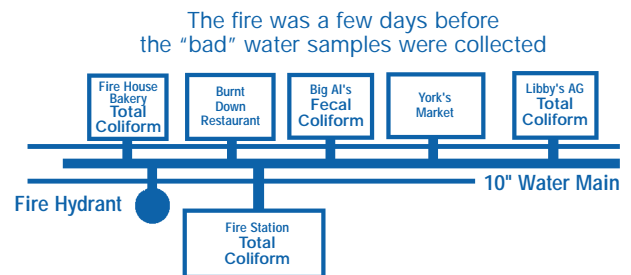 The fire was a few days before
the "bad" water samples were collected
Fire House
Bakery
Total
Coliform
Burnt
Down
Restaurant
Big Al's
Fecal
Coliform
York's
Market
Libby's AG
Total
Coliform
10" Water Main
Fire Hydrant
Fire Station
Total
Coliform